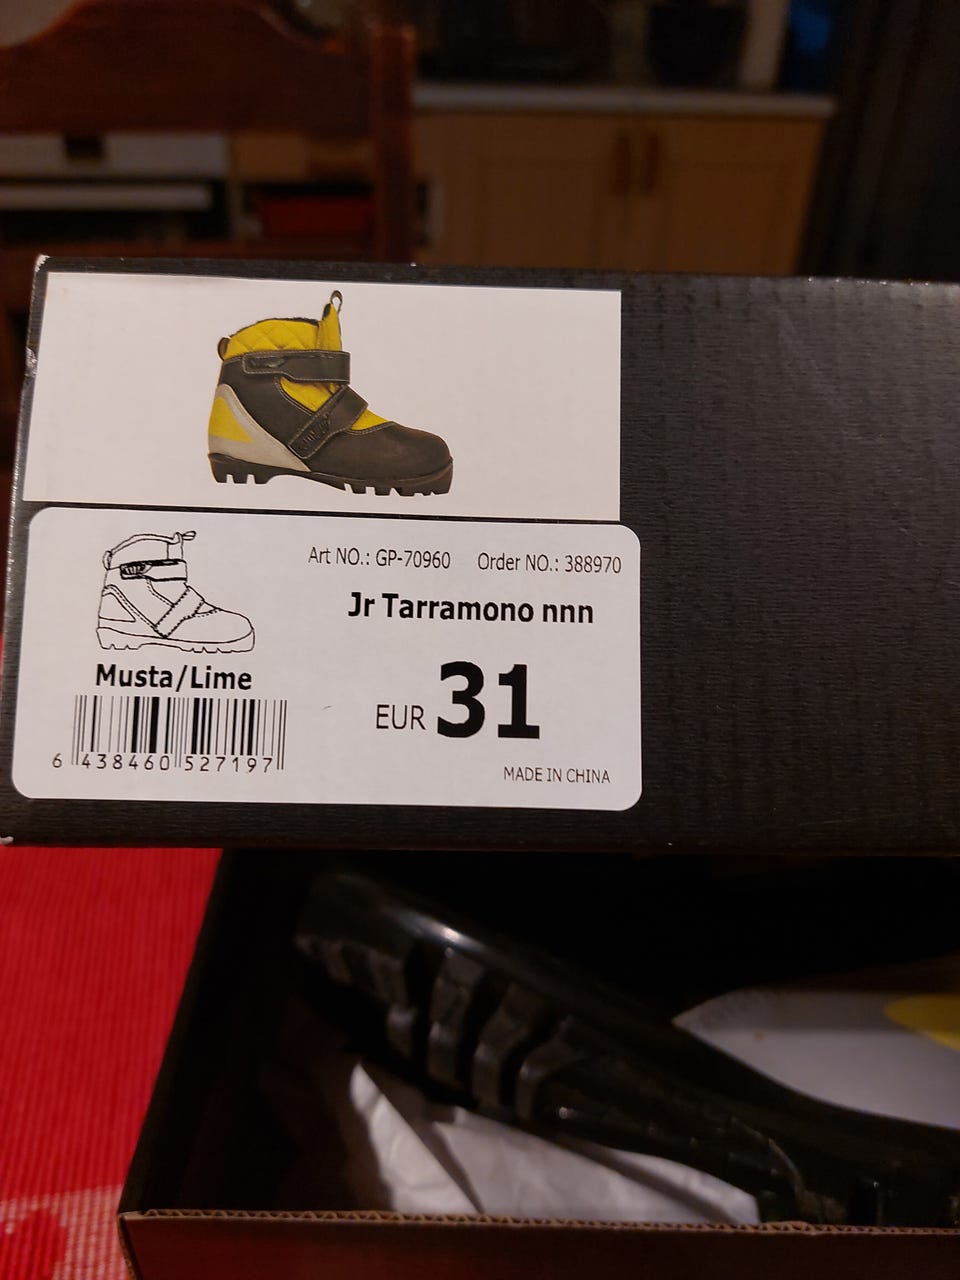 Art NO.: GP-70960 Order NO.: 388970
Jr Tarramono nnn
Musta/Lime
EUR 31
6 438460 527197
MADE IN CHINA